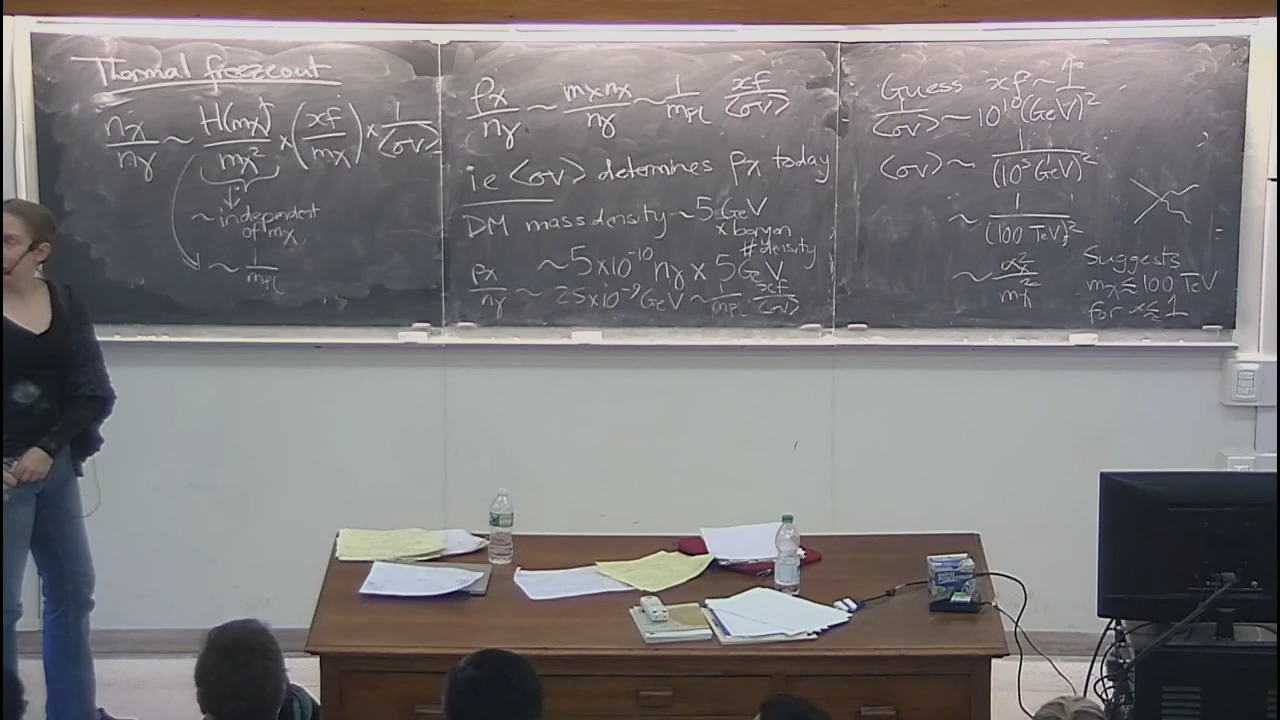 Thermal freezeout
nχ/nγ ~ H(mχ)/mχ² × (xf/mχ) × 1/<σv>
~ independent
of mχ
~ 1/mPL
ρχ/nγ ~ mχnχ/nγ ~ 1/mPL xf/<σv>
ie <σv> determines ρχ today
DM mass density ~ 5 GeV
x baryon
# density
~ 5×10⁻¹⁰ nγ × 5 GeV
ρχ/nγ ~ 25×10⁻⁹ GeV ~ 1/mPL xf/<σv>
Guess xf ~ 1
1/<σv> ~ 10¹⁰ (GeV)²
<σv> ~ 1/(10⁵ GeV)²
~ 1/(100 TeV)²
~ αχ²/mχ²
Suggests
mχ ≲ 100 TeV
for α ≲ 1